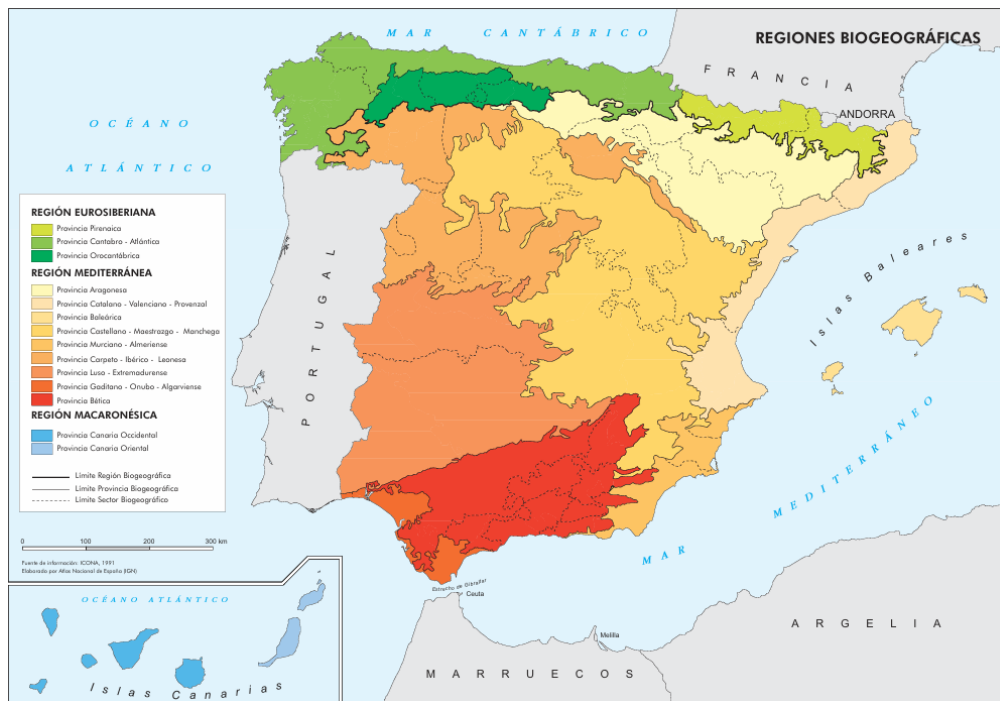 MAR CANTÁBRICO
REGIONES BIOGEOGRÁFICAS
FRANCIA
ANDORRA
OCÉANO
ATLÁNTICO
REGIÓN EUROSIBERIANA
Provincia Pirenaica
Provincia Cantabro - Atlántica
Provincia Orocantábrica
REGIÓN MEDITERRÁNEA
Provincia Aragonesa
Provincia Catalano - Valenciano - Provenzal
Provincia Baleárica
Provincia Castellano - Maestrazgo - Manchega
Provincia Murciano - Almeriense
Provincia Carpeto - Ibérico - Leonesa
Provincia Luso - Extremadurense
Provincia Gaditano - Onubo - Algarviense
Provincia Bética
REGIÓN MACARONÉSICA
Provincia Canaria Occidental
Provincia Canaria Oriental
Límite Región Biogeográfica
Límite Provincia Biogeográfica
Límite Sector Biogeográfico
PORTUGAL
Islas Baleares
MAR MEDITERRÁNEO
0 100 200 300 km
Fuente de información: ICONA, 1991
Elaborado por Atlas Nacional de España (IGN)
Estrecho de Gibraltar
Ceuta
Melilla
MARRUECOS
ARGELIA
OCÉANO ATLÁNTICO
Islas Canarias